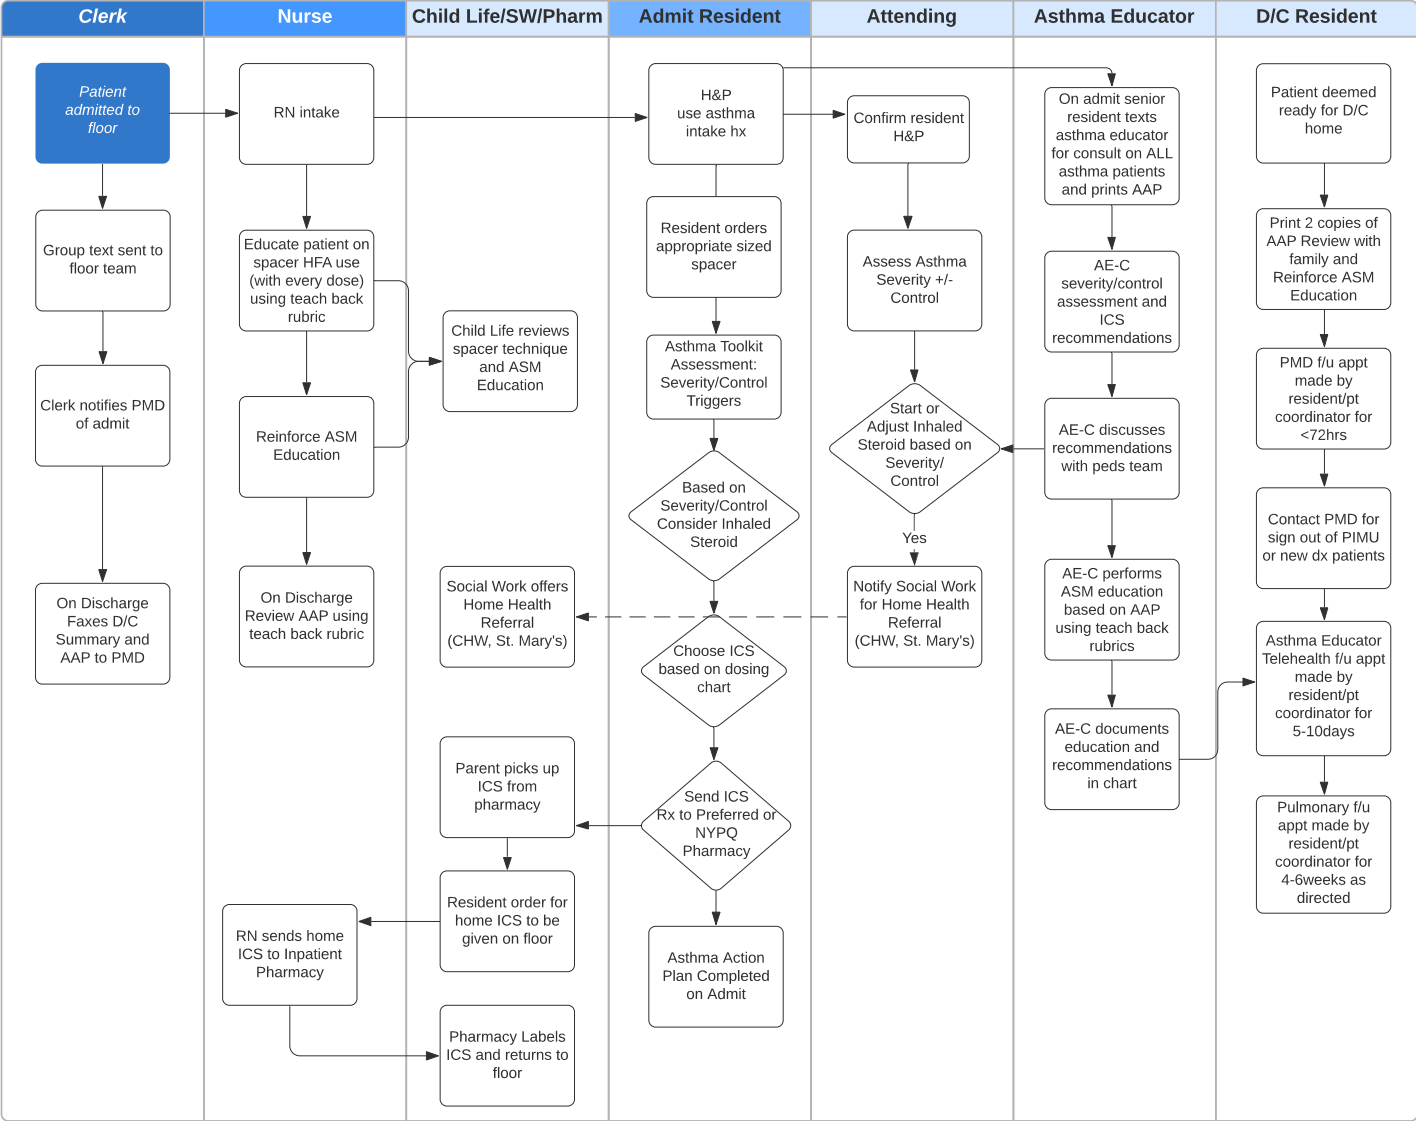 Clerk
Nurse
Child Life/SW/Pharm
Admit Resident
Attending
Asthma Educator
D/C Resident
Patient
admitted to
floor
Group text sent to
floor team
Clerk notifies PMD
of admit
On Discharge
Faxes D/C
Summary and
AAP to PMD
RN intake
Educate patient on
spacer HFA use
(with every dose)
using teach back
rubric
Reinforce ASM
Education
On Discharge
Review AAP using
teach back rubric
RN sends home
ICS to Inpatient
Pharmacy
Child Life reviews
spacer technique
and ASM
Education
Social Work offers
Home Health
Referral
(CHW, St. Mary's)
Parent picks up
ICS from
pharmacy
Resident order for
home ICS to be
given on floor
Pharmacy Labels
ICS and returns to
floor
H&P
use asthma
intake hx
Resident orders
appropriate sized
spacer
Asthma Toolkit
Assessment:
Severity/Control
Triggers
Based on
Severity/Control
Consider Inhaled
Steroid
Choose ICS
based on dosing
chart
Send ICS
Rx to Preferred or
NYPQ
Pharmacy
Asthma Action
Plan Completed
on Admit
Confirm resident
H&P
Assess Asthma
Severity +/-
Control
Start or
Adjust Inhaled
Steroid based on
Severity/
Control
Yes
Notify Social Work
for Home Health
Referral
(CHW, St. Mary's)
On admit senior
resident texts
asthma educator
for consult on ALL
asthma patients
and prints AAP
AE-C
severity/control
assessment and
ICS
recommendations
AE-C discusses
recommendations
with peds team
AE-C performs
ASM education
based on AAP
using teach back
rubrics
AE-C documents
education and
recommendations
in chart
Patient deemed
ready for D/C
home
Print 2 copies of
AAP Review with
family and
Reinforce ASM
Education
PMD f/u appt
made by
resident/pt
coordinator for
<72hrs
Contact PMD for
sign out of PIMU
or new dx patients
Asthma Educator
Telehealth f/u appt
made by
resident/pt
coordinator for
5-10days
Pulmonary f/u
appt made by
resident/pt
coordinator for
4-6weeks as
directed